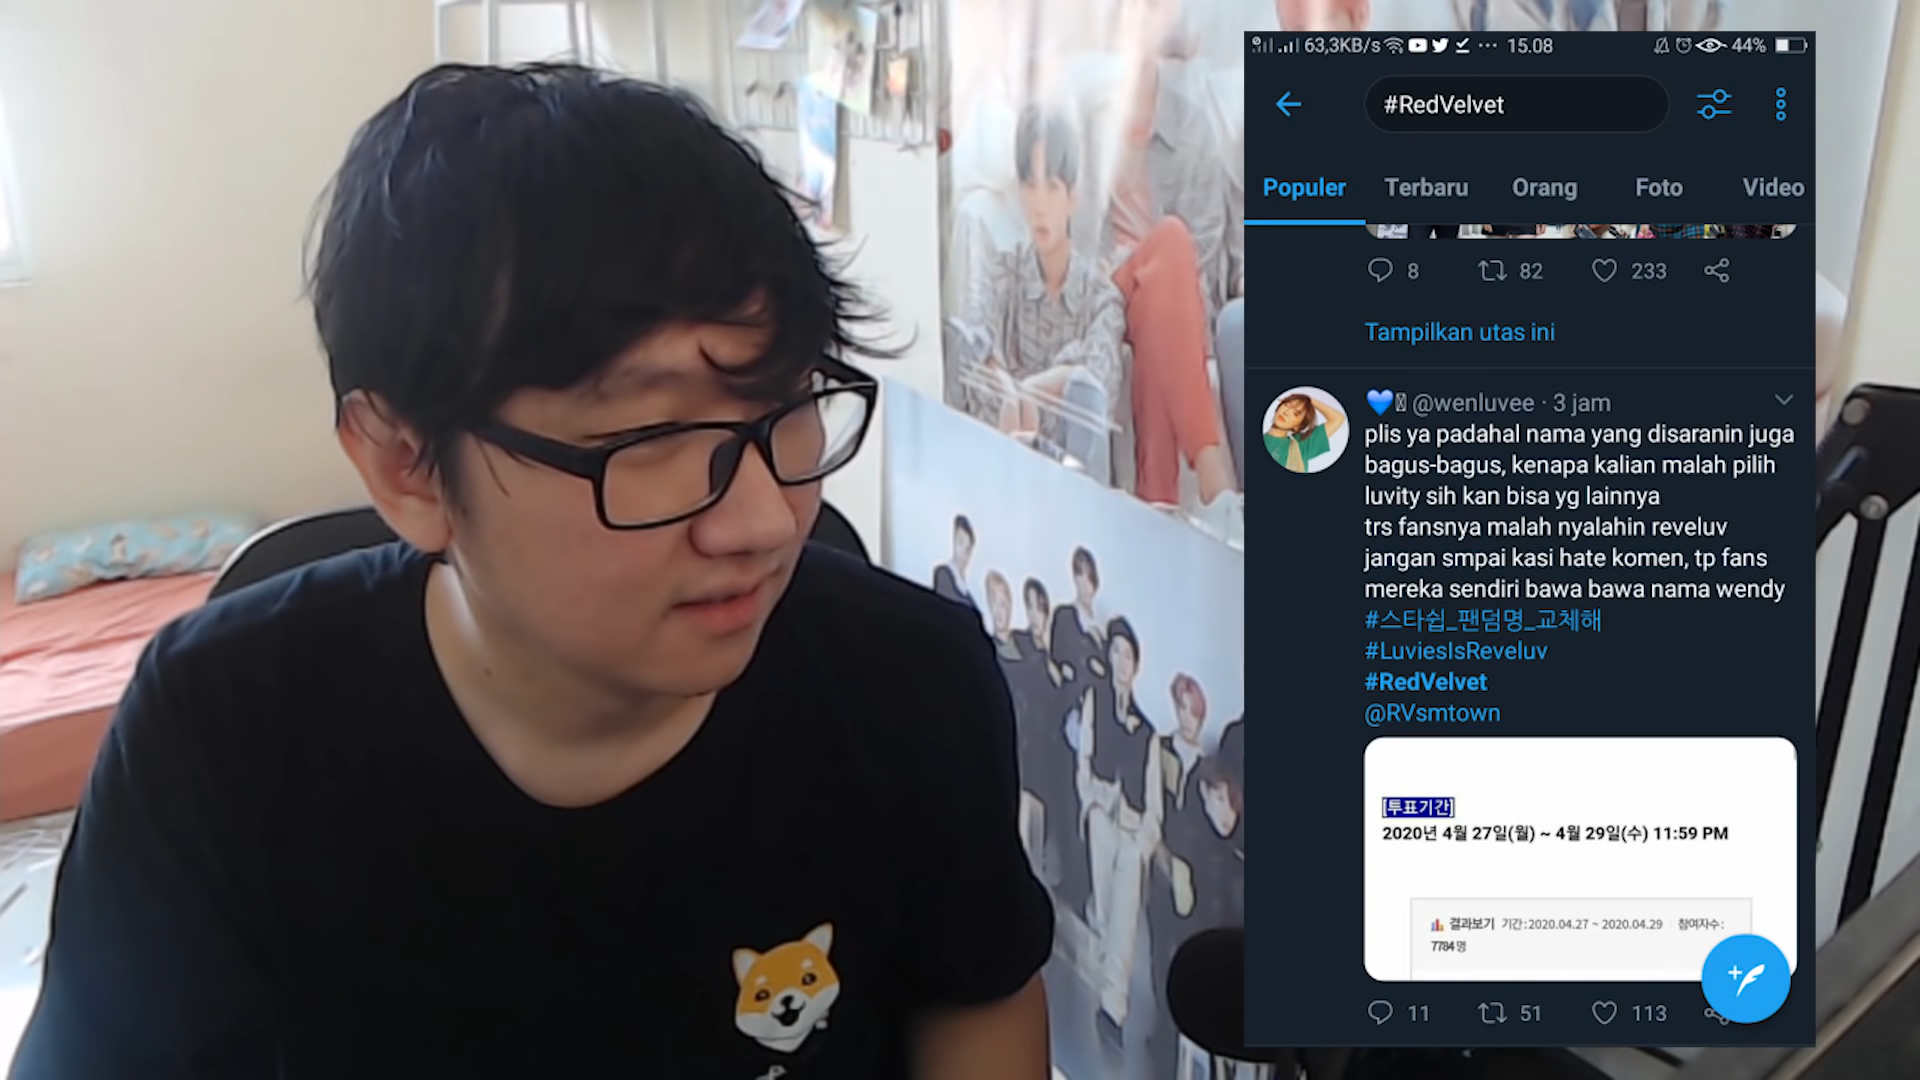 63,3KB/s ··· 15.08 44%
#RedVelvet
Populer Terbaru Orang Foto Video
8 82 233
Tampilkan utas ini
@wenluvee · 3 jam
plis ya padahal nama yang disaranin juga
bagus-bagus, kenapa kalian malah pilih
luvity sih kan bisa yg lainnya
trs fansnya malah nyalahin reveluv
jangan smpai kasi hate komen, tp fans
mereka sendiri bawa bawa nama wendy
#스타쉽_팬덤명_교체해
#LuviesIsReveluv
#RedVelvet
@RVsmtown
[투표기간]
2020년 4월 27일(월) ~ 4월 29일(수) 11:59 PM
결과보기 기간:2020.04.27 ~ 2020.04.29 | 참여자수:
7784명
11 51 113